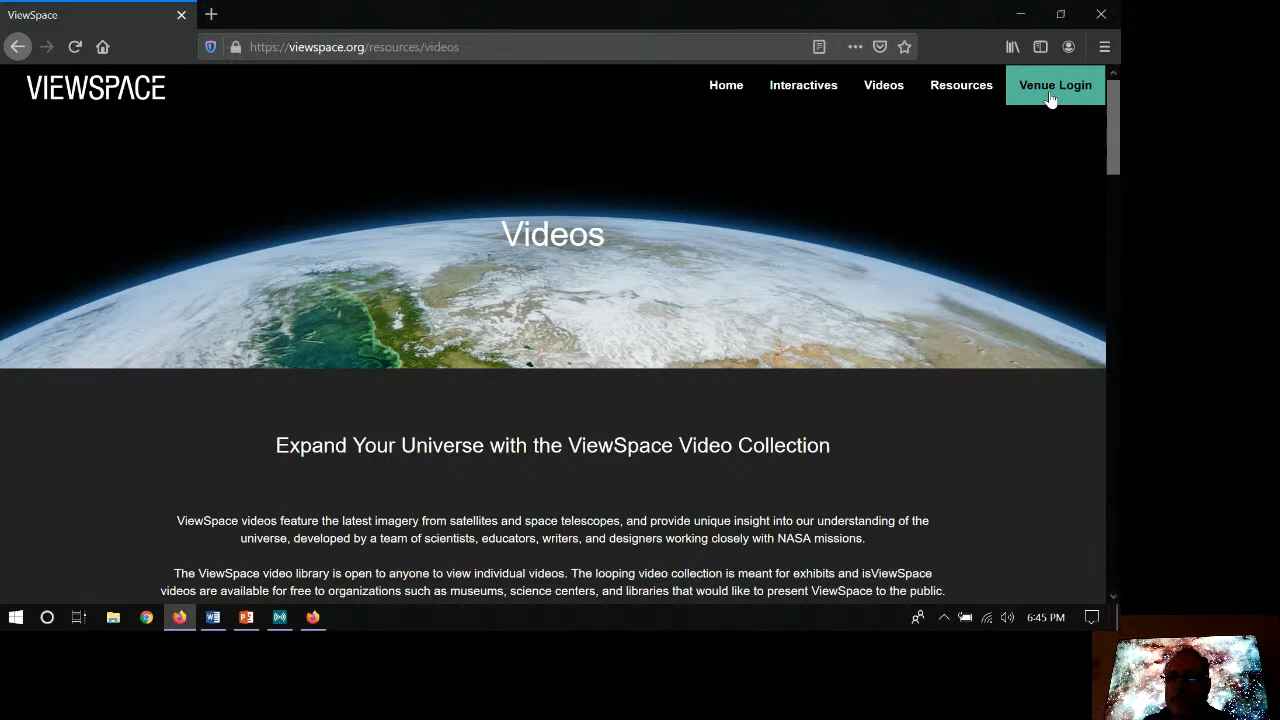 ViewSpace
https://viewspace.org/resources/videos
VIEWSPACE
Home Interactives Videos Resources Venue Login
Videos
Expand Your Universe with the ViewSpace Video Collection
ViewSpace videos feature the latest imagery from satellites and space telescopes, and provide unique insight into our understanding of the
universe, developed by a team of scientists, educators, writers, and designers working closely with NASA missions.
The ViewSpace video library is open to anyone to view individual videos. The looping video collection is meant for exhibits and isViewSpace
videos are available for free to organizations such as museums, science centers, and libraries that would like to present ViewSpace to the public.
6:45 PM